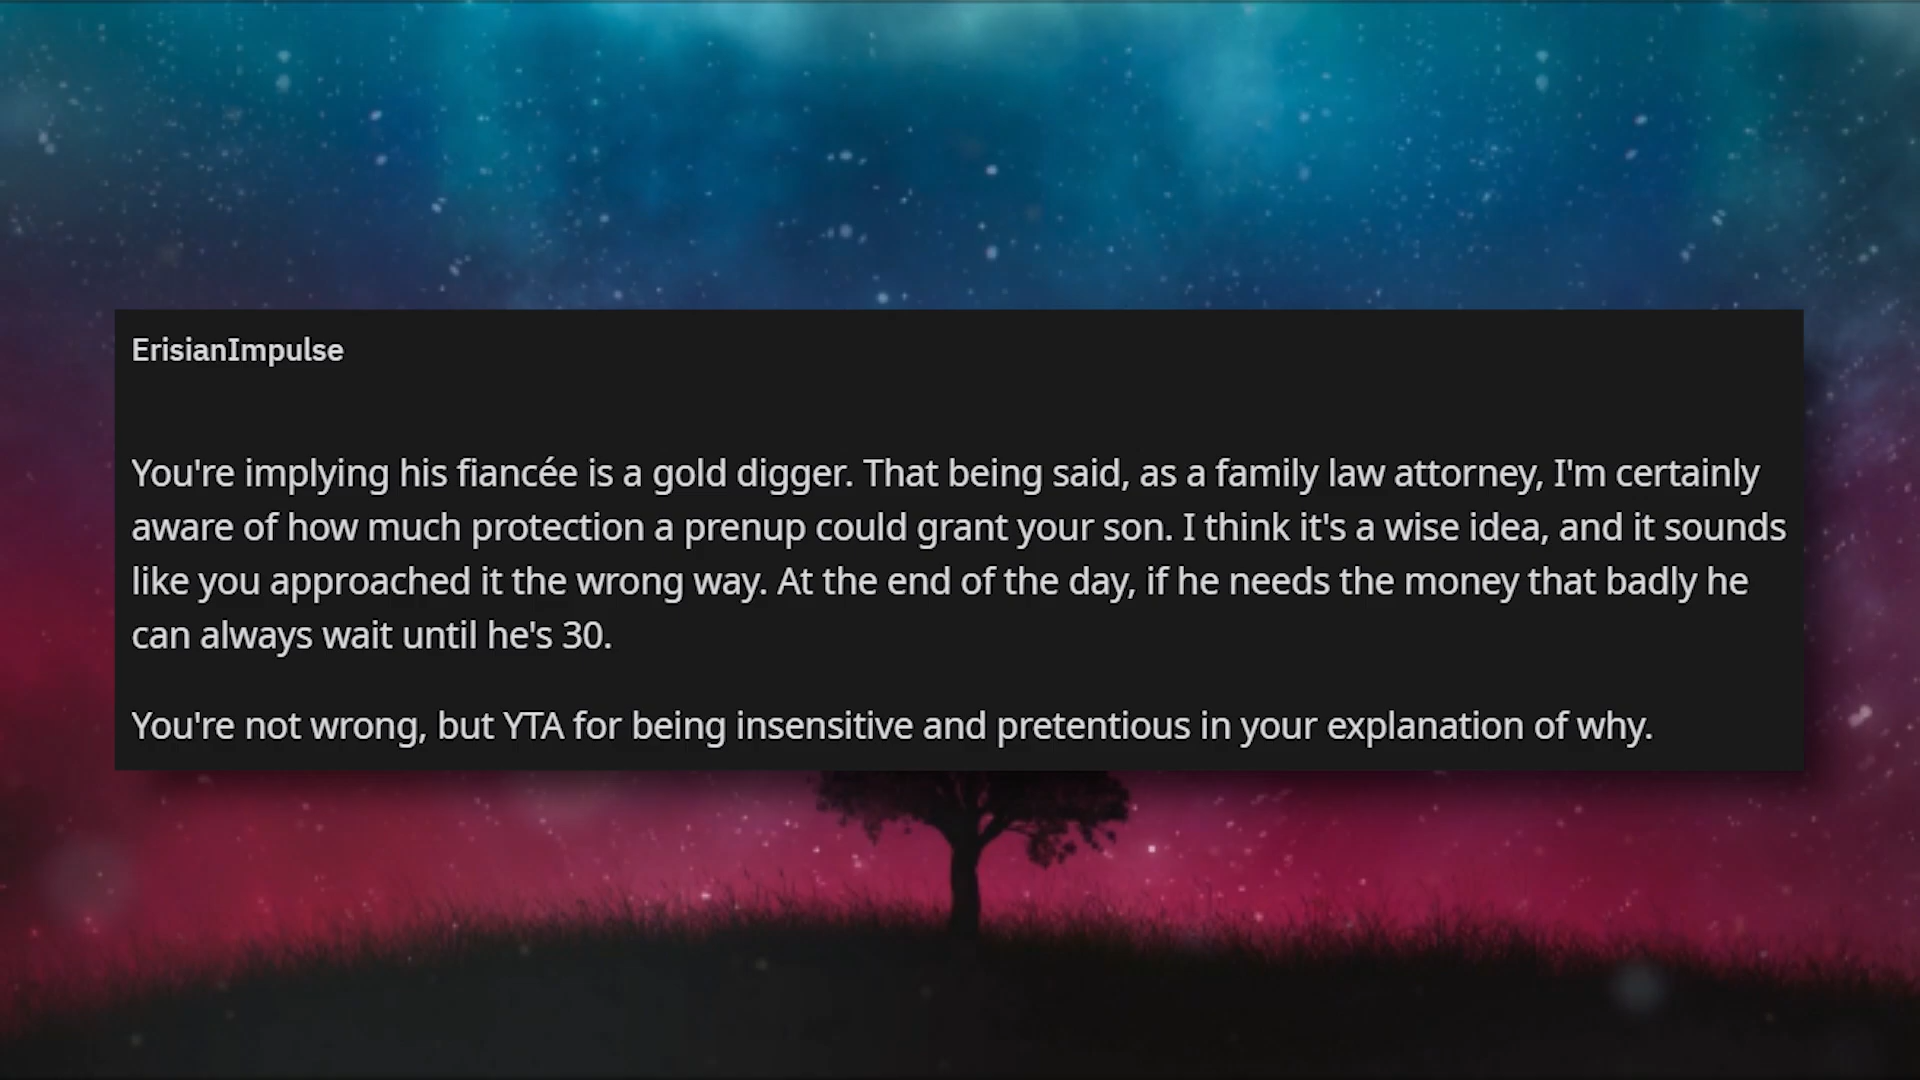 ErisianImpulse
You're implying his fiancée is a gold digger. That being said, as a family law attorney, I'm certainly
aware of how much protection a prenup could grant your son. I think it's a wise idea, and it sounds
like you approached it the wrong way. At the end of the day, if he needs the money that badly he
can always wait until he's 30.
You're not wrong, but YTA for being insensitive and pretentious in your explanation of why.